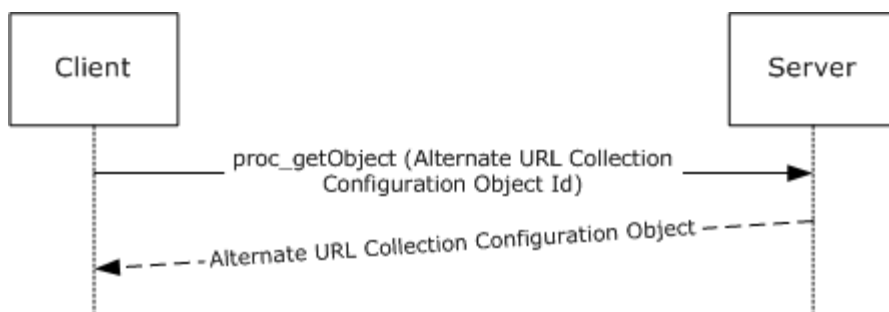 Client
Server
proc_getObject (Alternate URL Collection
Configuration Object Id)
Alternate URL Collection Configuration Object